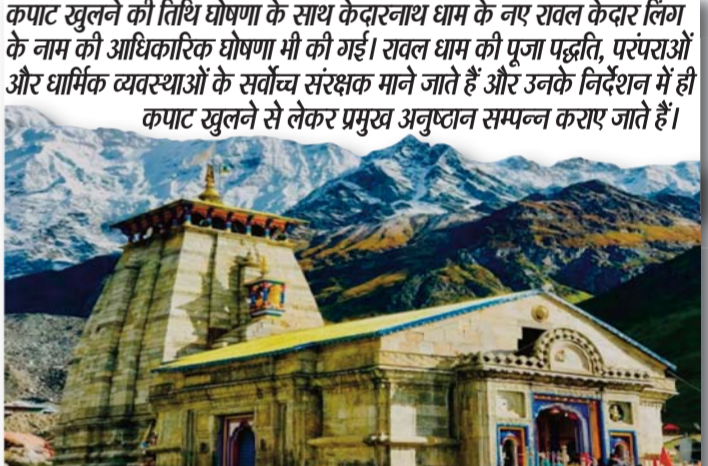 कपाट खुलने की तिथि घोषणा के साथ केदारनाथ धाम के नए रावल केदार लिंग
के नाम की आधिकारिक घोषणा भी की गई। रावल धाम की पूजा पद्धति, परंपराओं
और धार्मिक व्यवस्थाओं के सर्वोच्च संरक्षक माने जाते हैं और उनके निर्देशन में ही
कपाट खुलने से लेकर प्रमुख अनुष्ठान सम्पन्न कराए जाते हैं।